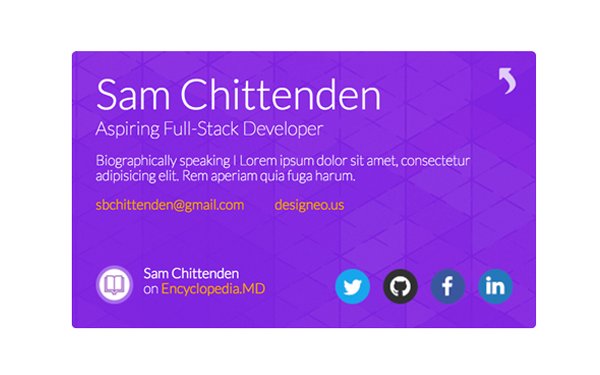 Sam Chittenden
Aspiring Full-Stack Developer
Biographically speaking | Lorem ipsum dolor sit amet, consectetur
adipisicing elit. Rem aperiam quia fuga harum.
sbchittenden@gmail.com designeo.us
Sam Chittenden
on Encyclopedia.MD